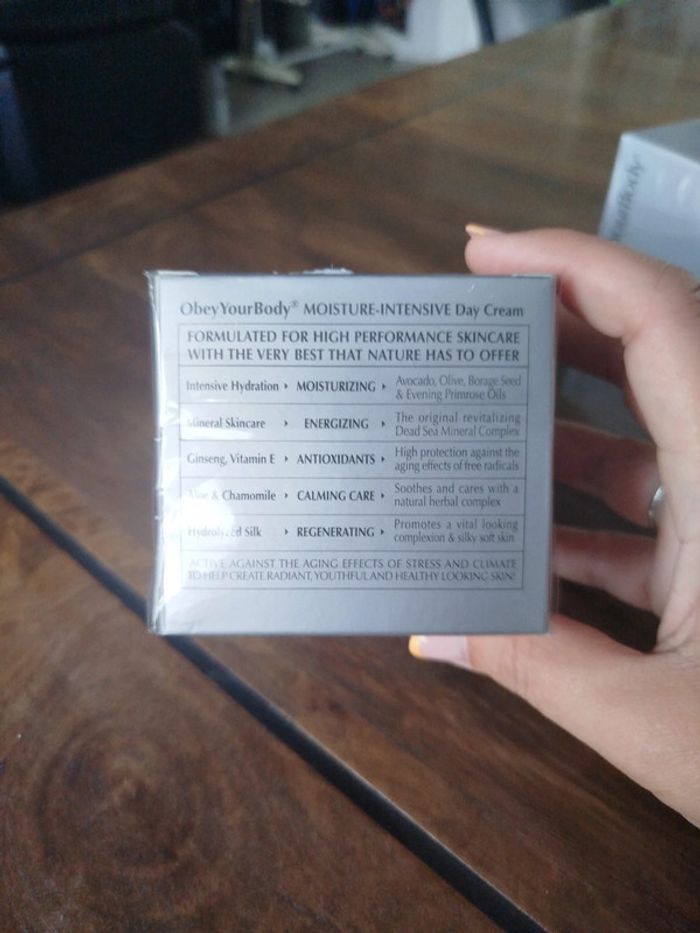 ObeyYourBody® MOISTURE-INTENSIVE Day Cream
FORMULATED FOR HIGH PERFORMANCE SKINCARE
WITH THE VERY BEST THAT NATURE HAS TO OFFER
Intensive Hydration ▸ MOISTURIZING ▸ Avocado, Olive, Borage Seed
& Evening Primrose Oils
Mineral Skincare ▸ ENERGIZING ▸ The original revitalizing
Dead Sea Mineral Complex
Ginseng, Vitamin E ▸ ANTIOXIDANTS ▸ High protection against the
aging effects of free radicals
Aloe & Chamomile ▸ CALMING CARE ▸ Soothes and cares with a
natural herbal complex
Hydrolyzed Silk ▸ REGENERATING ▸ Promotes a vital looking
complexion & silky soft skin
ACTIVE AGAINST THE AGING EFFECTS OF STRESS AND CLIMATE
TO HELP CREATE RADIANT, YOUTHFUL AND HEALTHY LOOKING SKIN!